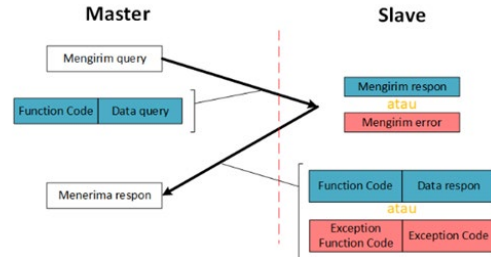 Master
Slave
Mengirim query
Function Code
Data query
Mengirim respon
atau
Mengirim error
Menerima respon
Function Code
Data respon
atau
Exception
Function Code
Exception Code